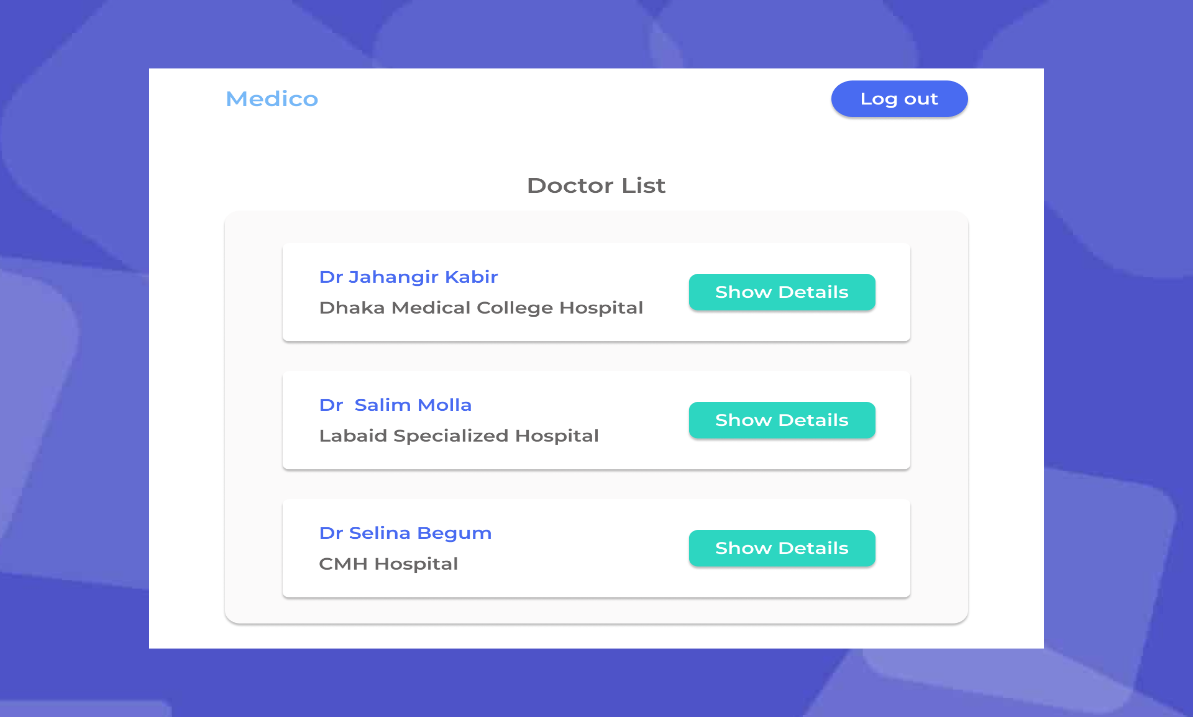 Medico
Log out
Doctor List
Dr Jahangir Kabir
Dhaka Medical College Hospital
Show Details
Dr  Salim Molla
Labaid Specialized Hospital
Show Details
Dr Selina Begum
CMH Hospital
Show Details